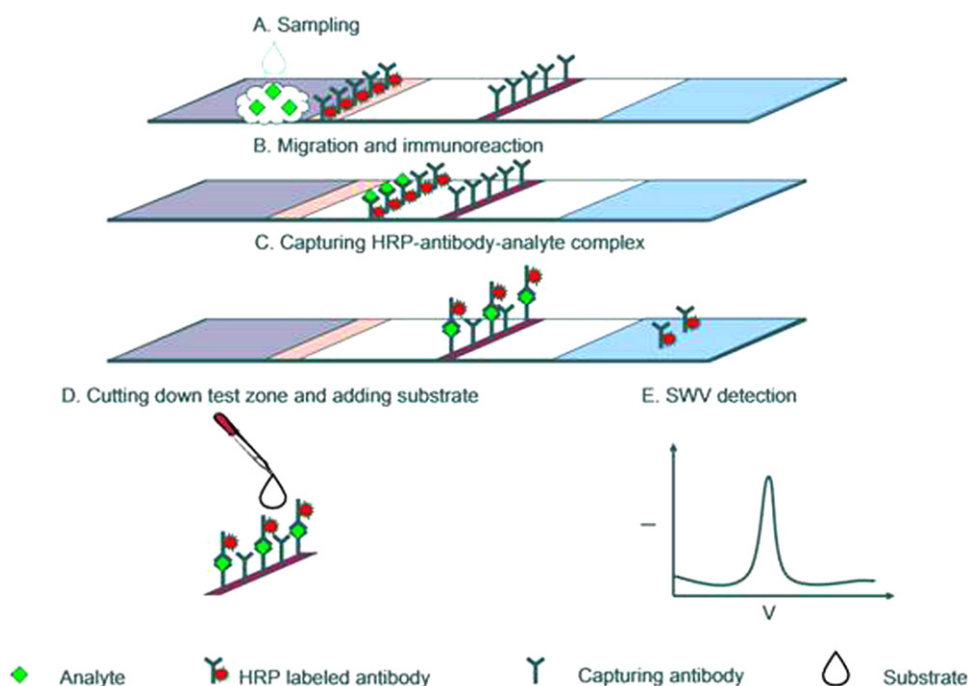 A. Sampling
B. Migration and immunoreaction
C. Capturing HRP-antibody-analyte complex
D. Cutting down test zone and adding substrate
E. SWV detection
I
V
Analyte
HRP labeled antibody
Capturing antibody
Substrate